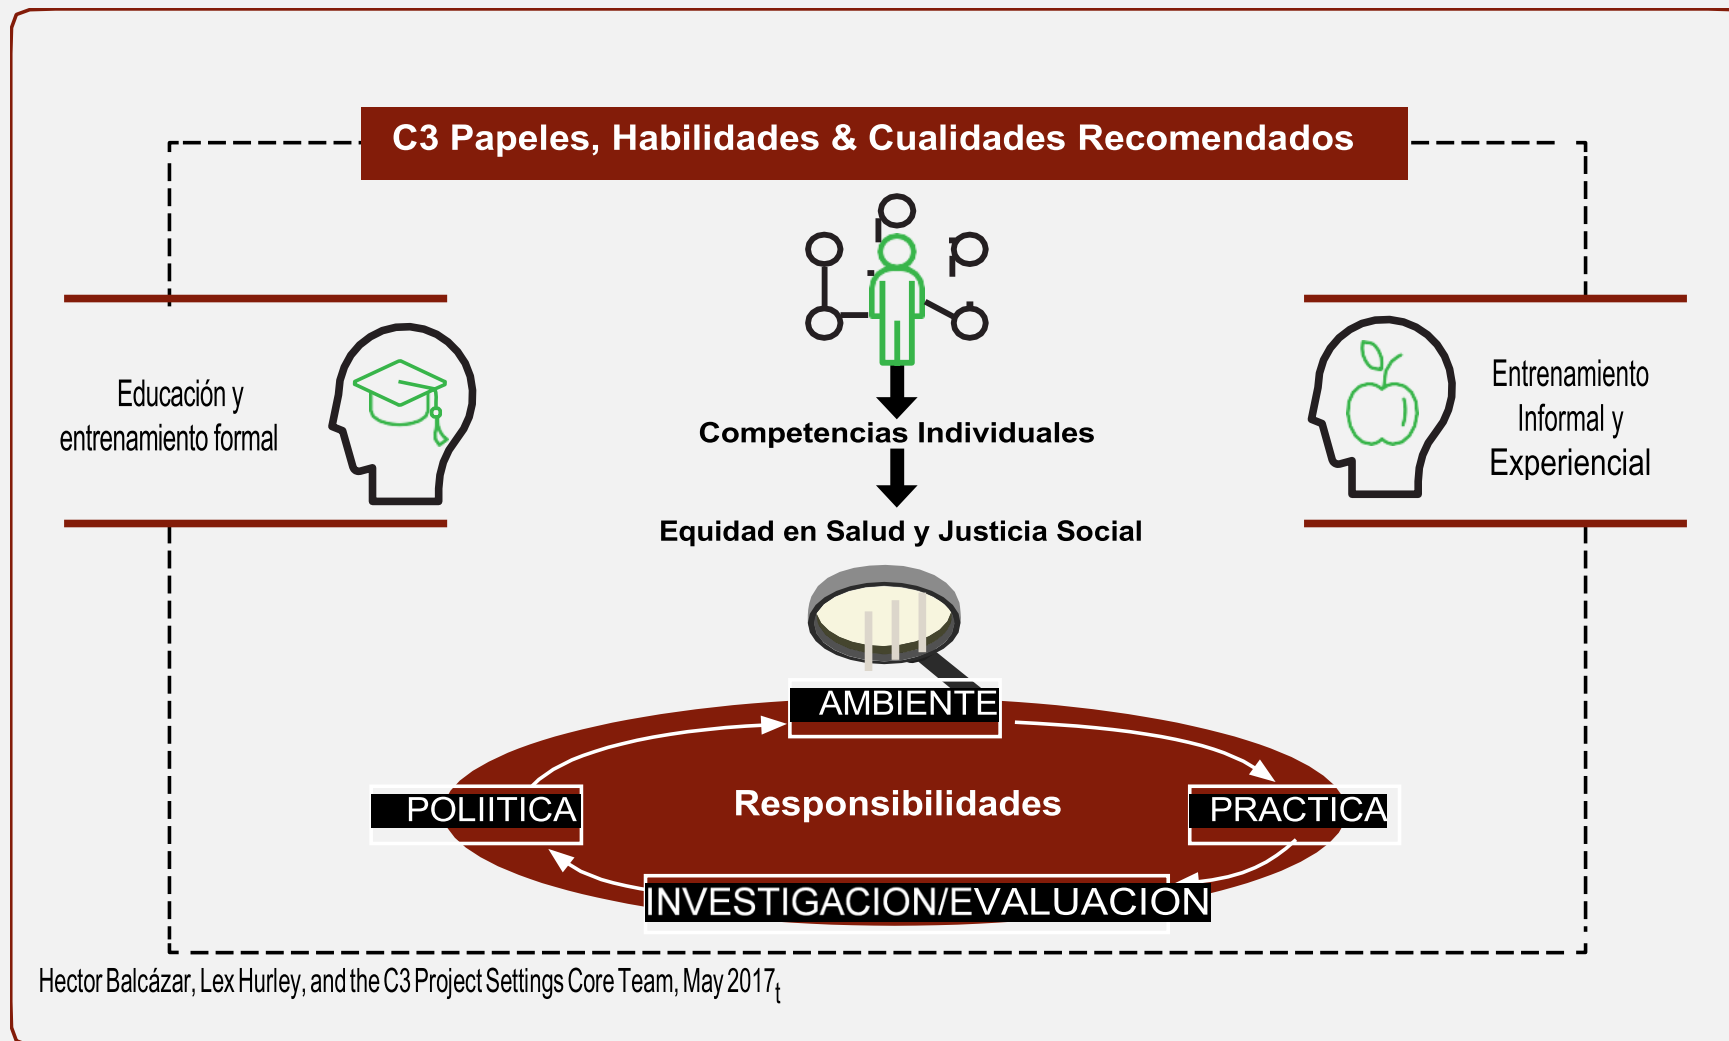 C3 Papeles, Habilidades & Cualidades Recomendados
Educación y
entrenamiento formal
Entrenamiento
Informal y
Experiencial
Competencias Individuales
Equidad en Salud y Justicia Social
AMBIENTE
POLIITICA
Responsibilidades
PRACTICA
INVESTIGACION/EVALUACION
Hector Balcázar, Lex Hurley, and the C3 Project Settings Core Team, May 2017t